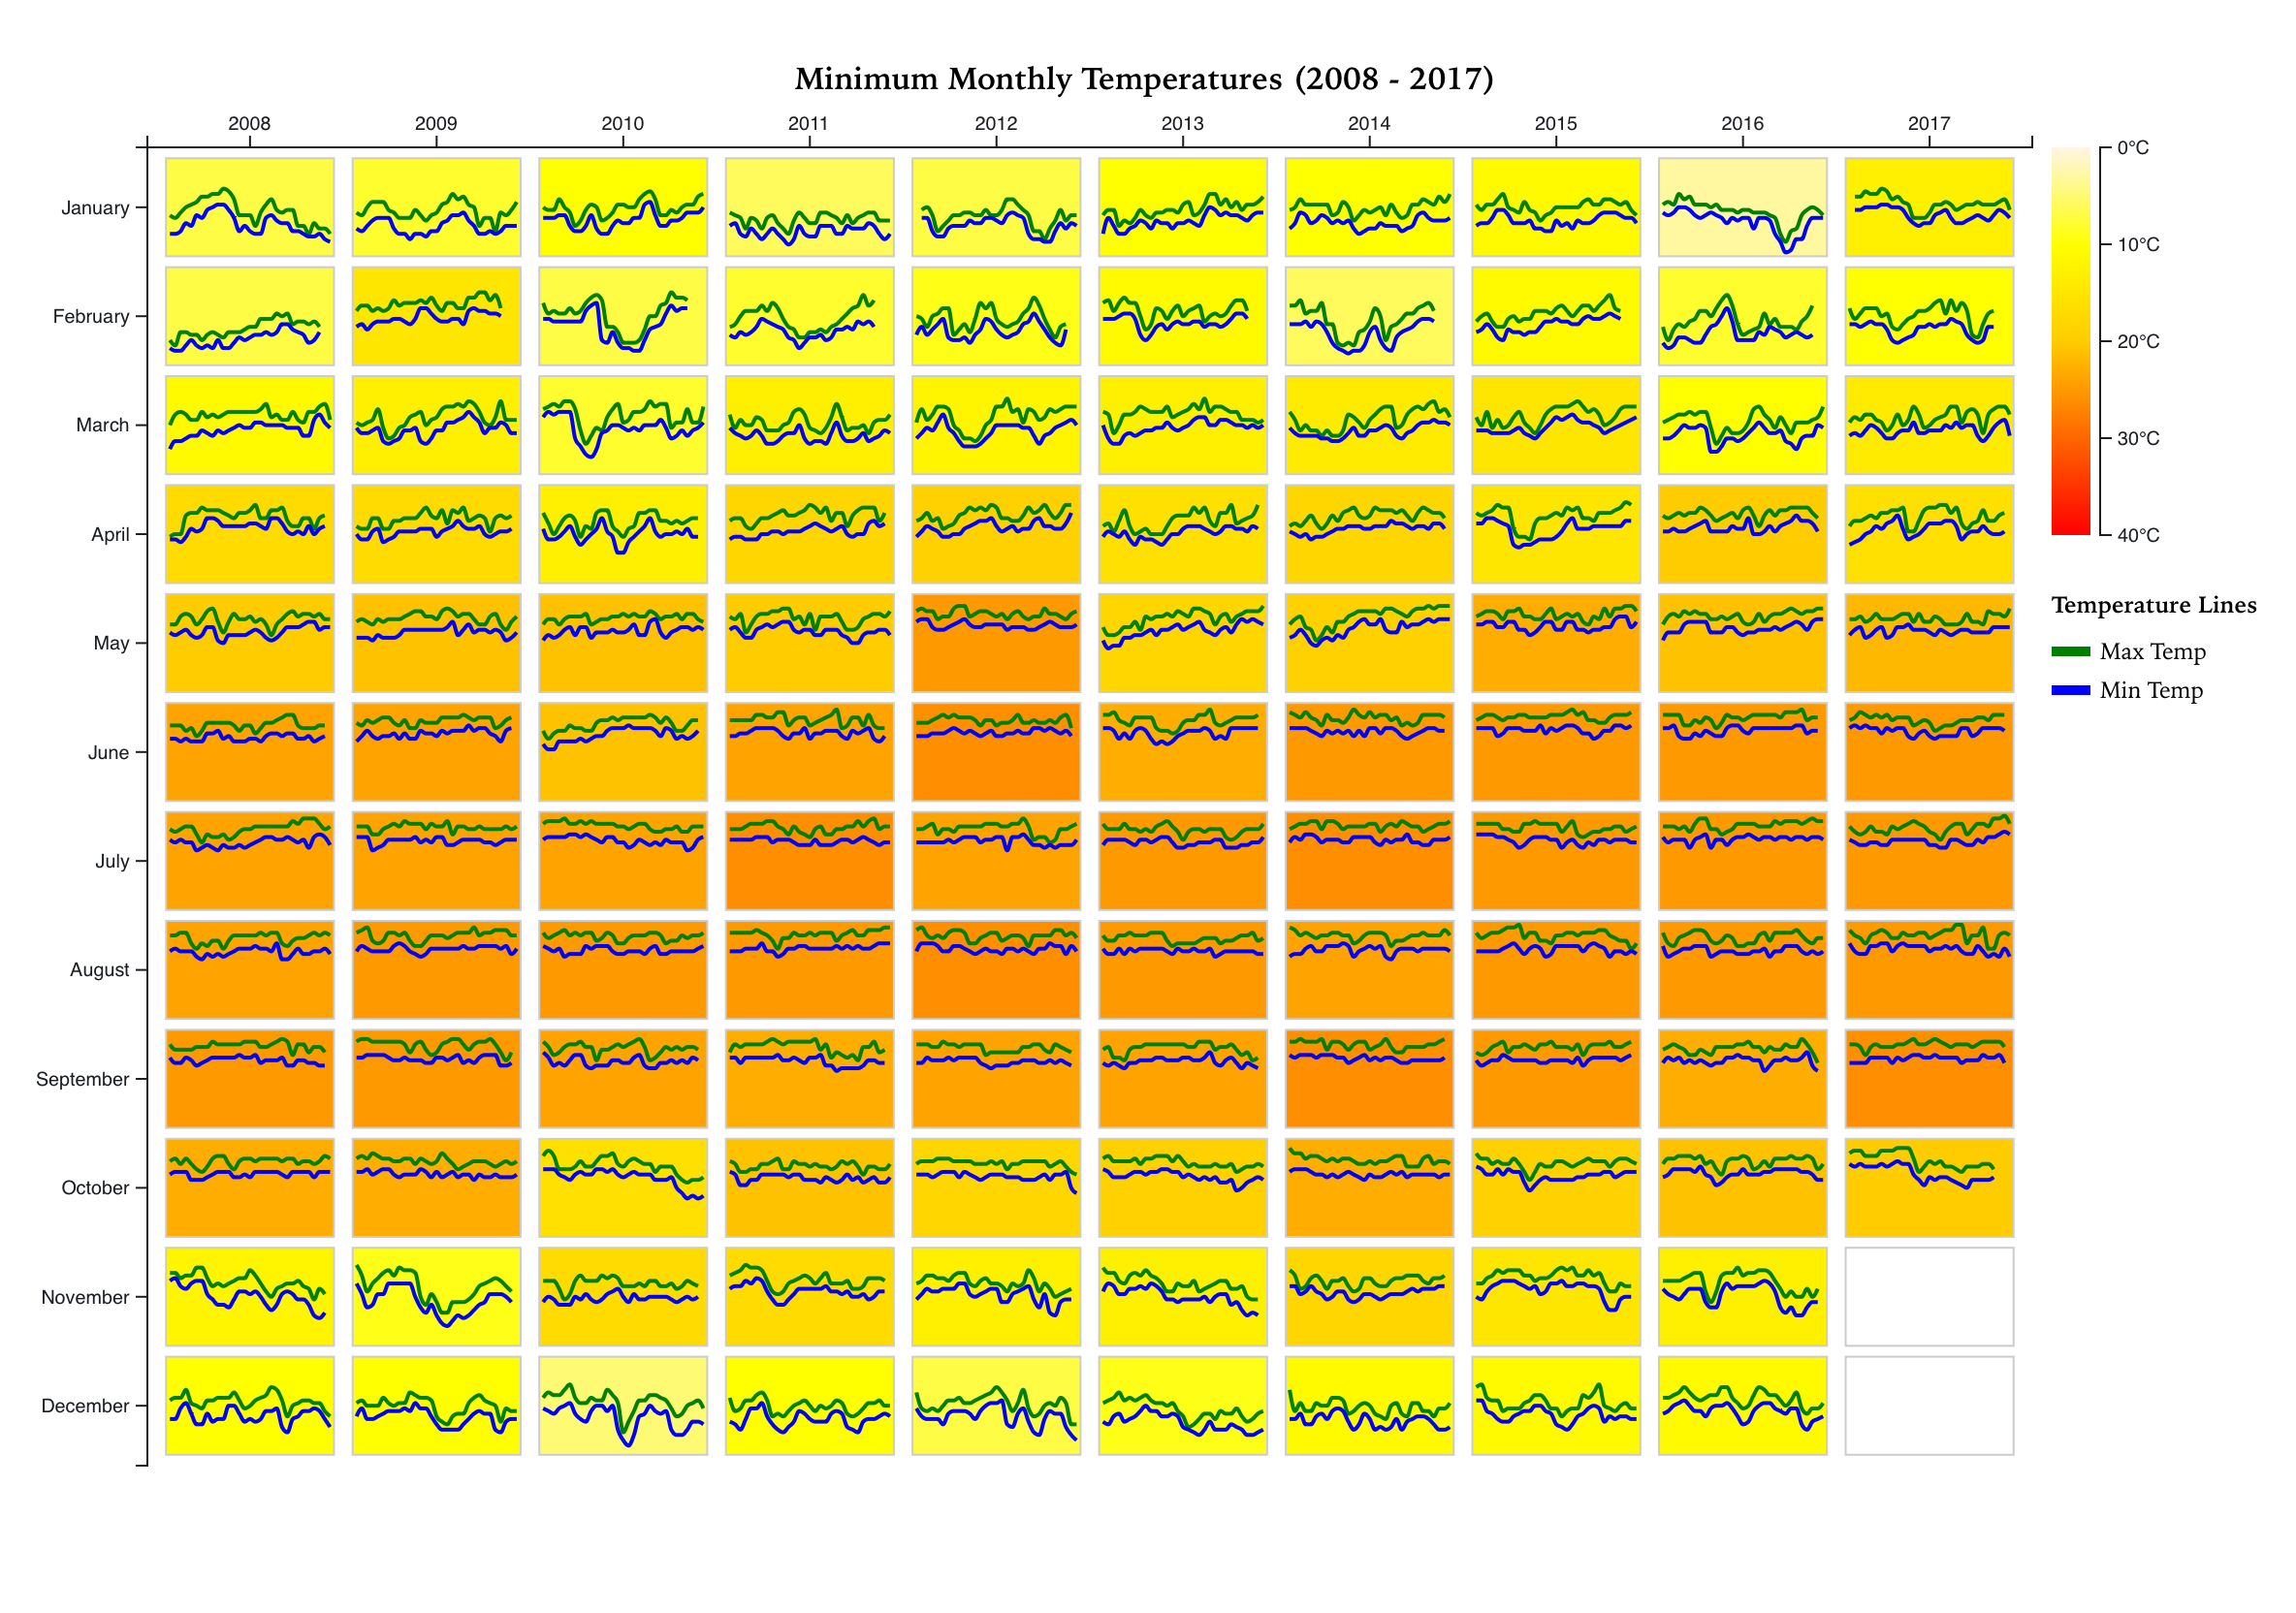 Minimum Monthly Temperatures (2008 - 2017)
2008 2009 2010 2011 2012 2013 2014 2015 2016 2017
January
February
March
April
May
June
July
August
September
October
November
December
0°C
10°C
20°C
30°C
40°C
Temperature Lines
Max Temp
Min Temp